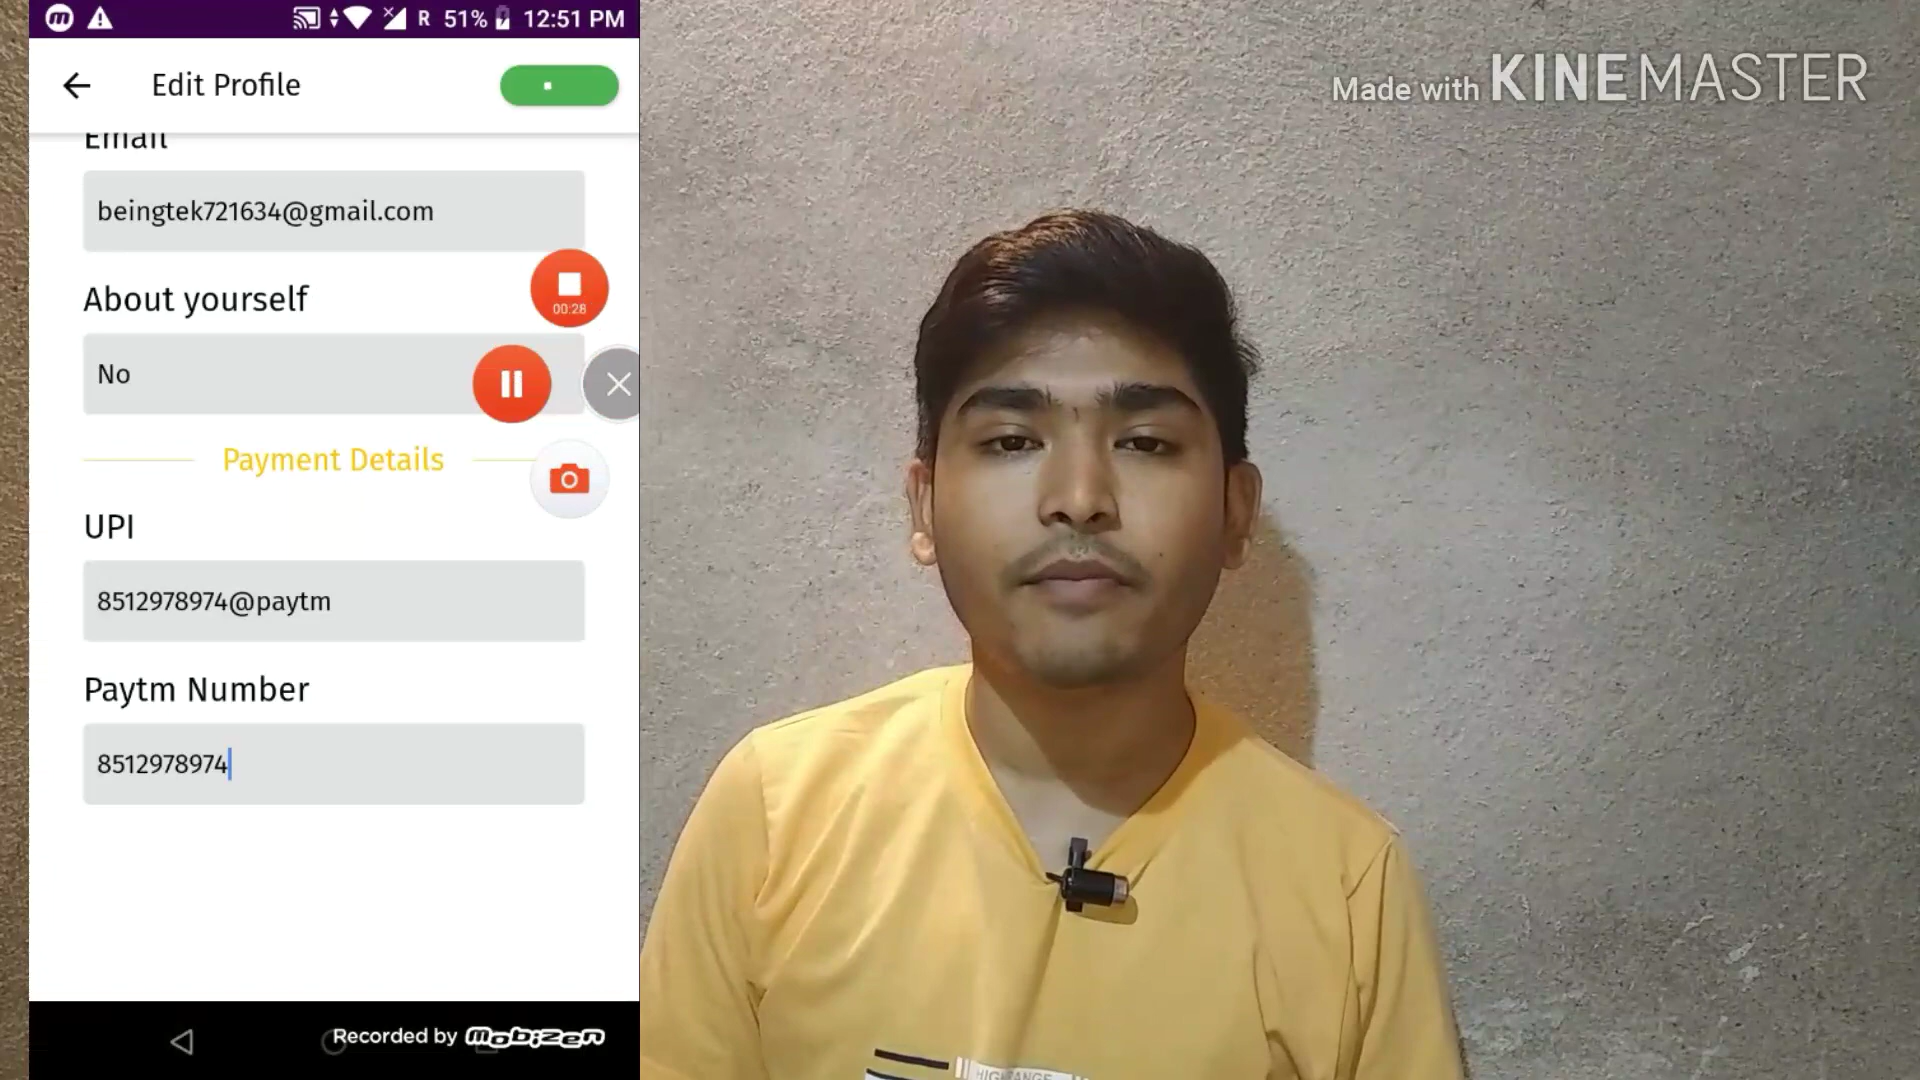 51% 12:51 PM
R
Edit Profile
Email
beingtek721634@gmail.com
00:28
About yourself
No
Payment Details
UPI
8512978974@paytm
Paytm Number
8512978974
Recorded by mobizen
Made with KINEMASTER